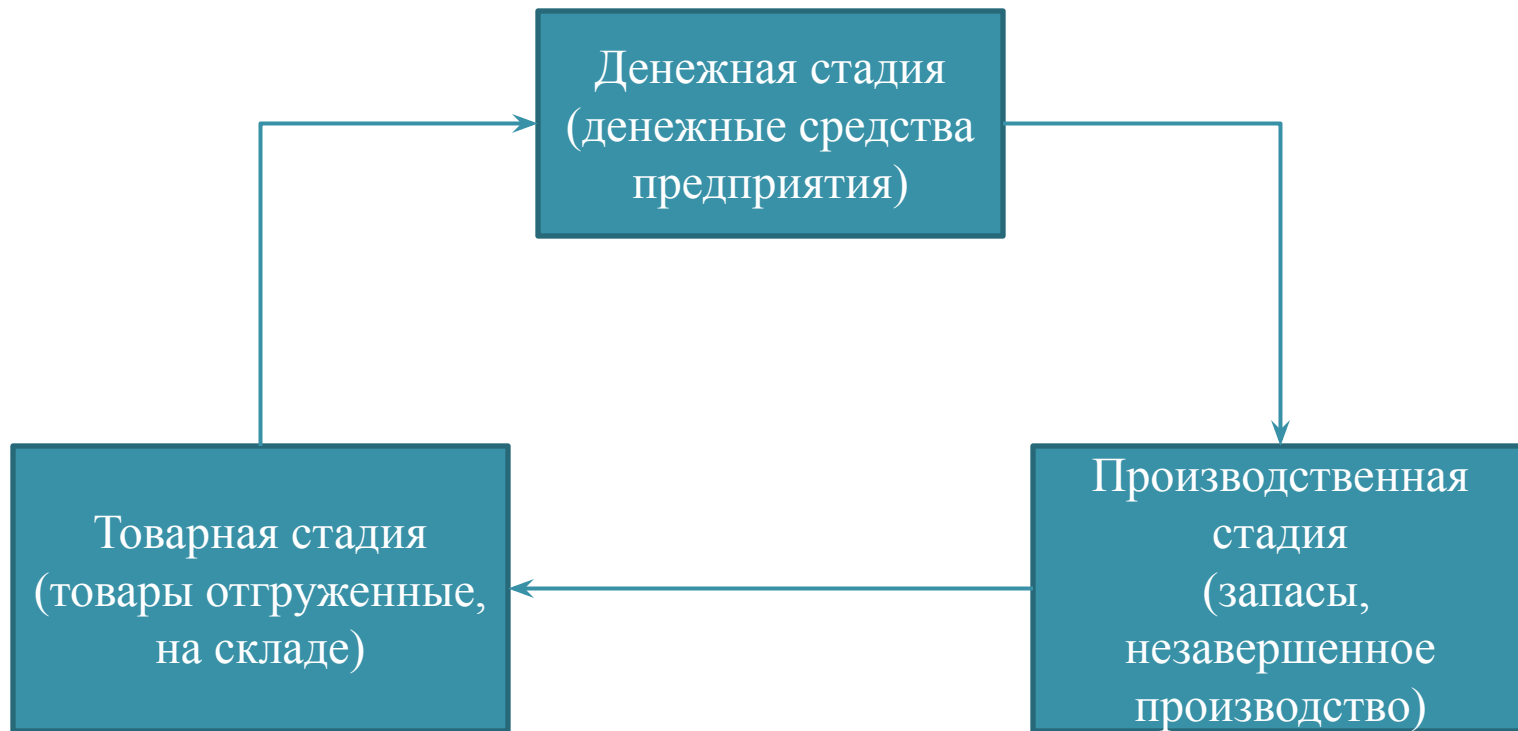 Денежная стадия
(денежные средства
предприятия)
Товарная стадия
(товары отгруженные,
на складе)
Производственная
стадия
(запасы,
незавершенное
производство)